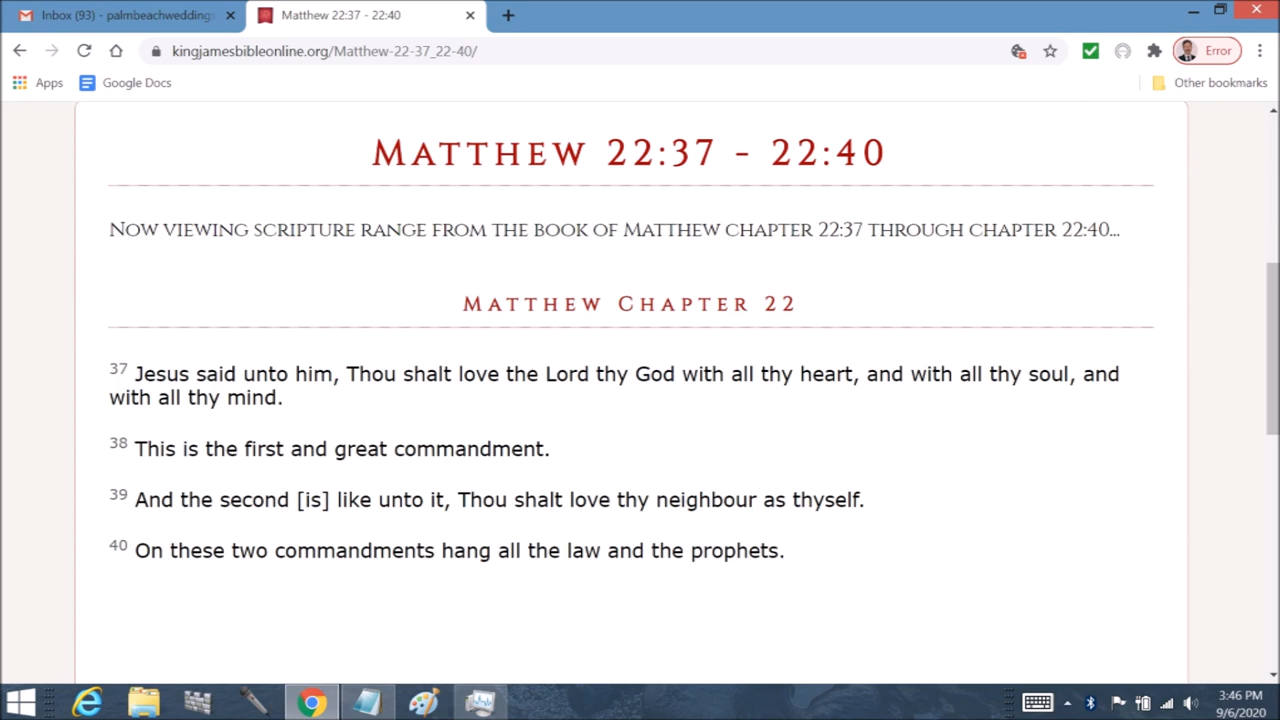 Inbox (93) - palmbeachwedding
Matthew 22:37 - 22:40
kingjamesbibleonline.org/Matthew-22-37_22-40/
Error
Apps
Google Docs
Other bookmarks
Matthew 22:37 - 22:40
Now viewing scripture range from the book of Matthew chapter 22:37 through chapter 22:40...
Matthew Chapter 22
37 Jesus said unto him, Thou shalt love the Lord thy God with all thy heart, and with all thy soul, and
with all thy mind.
38 This is the first and great commandment.
39 And the second [is] like unto it, Thou shalt love thy neighbour as thyself.
40 On these two commandments hang all the law and the prophets.
3:46 PM
9/6/2020